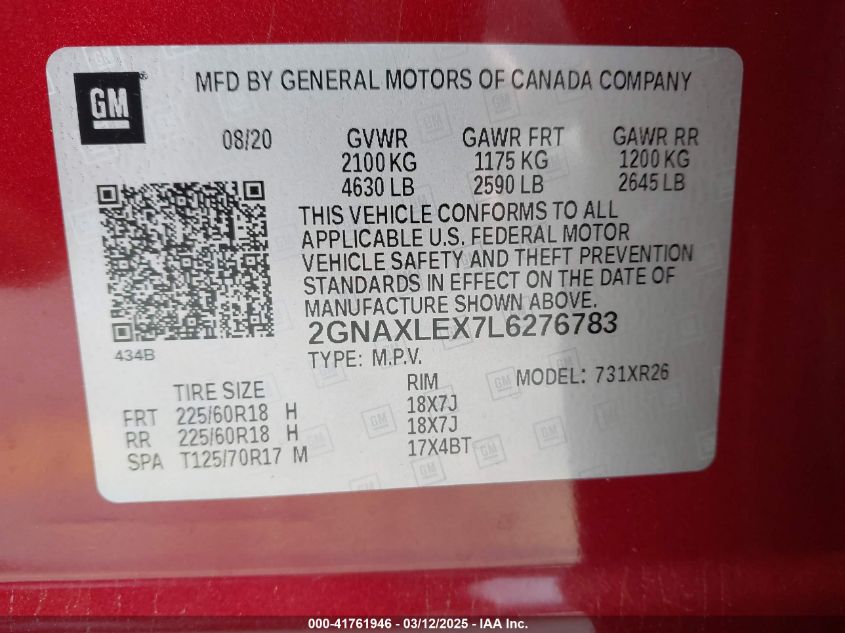 GM
MFD BY GENERAL MOTORS OF CANADA COMPANY
08/20 GVWR GAWR FRT GAWR RR
2100 KG 1175 KG 1200 KG
4630 LB 2590 LB 2645 LB
THIS VEHICLE CONFORMS TO ALL
APPLICABLE U.S. FEDERAL MOTOR
VEHICLE SAFETY AND THEFT PREVENTION
STANDARDS IN EFFECT ON THE DATE OF
MANUFACTURE SHOWN ABOVE.
2GNAXLEX7L6276783
434B
TYPE: M.P.V.
TIRE SIZE RIM MODEL: 731XR26
FRT 225/60R18 H 18X7J
RR 225/60R18 H 18X7J
SPA T125/70R17 M 17X4BT
000-41761946 - 03/12/2025 - IAA Inc.